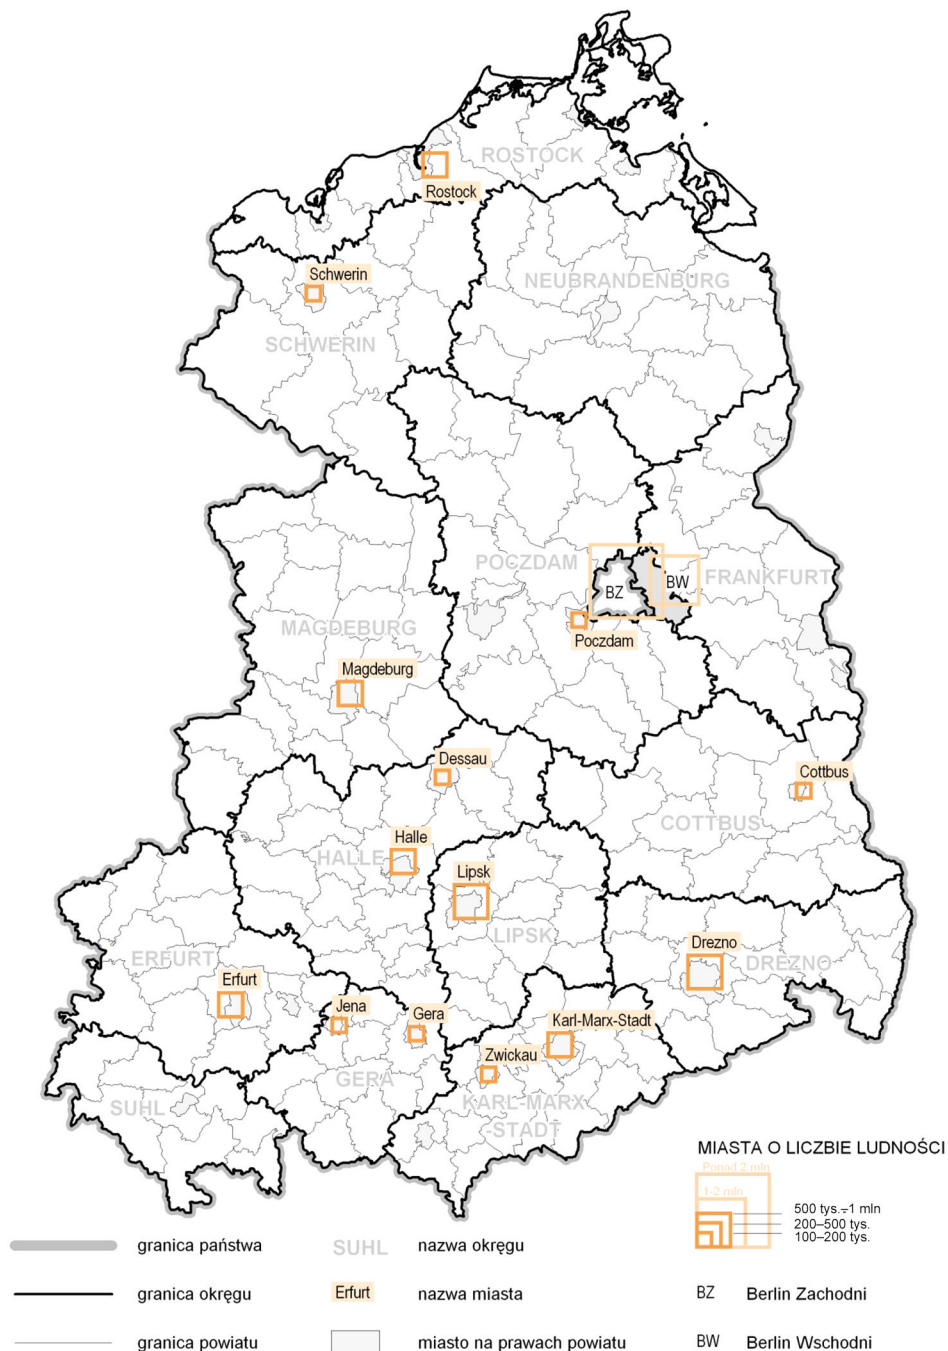 ROSTOCK
Rostock
Schwerin
NEUBRANDENBURG
SCHWERIN
POCZDAM
BZ
BW
FRANKFURT
Poczdam
MAGDEBURG
Magdeburg
Dessau
Cottbus
COTTBUS
Halle
HALLE
Lipsk
LIPSK
Drezno
DREZNO
ERFURT
Erfurt
Jena
Gera
Karl-Marx-Stadt
Zwickau
GERA
KARL-MARX
-STADT
SUHL
MIASTA O LICZBIE LUDNOŚCI
Ponad 2 mln
1-2 mln
500 tys.–1 mln
200–500 tys.
100–200 tys.
granica państwa
SUHL nazwa okręgu
granica okręgu
Erfurt nazwa miasta
BZ Berlin Zachodni
granica powiatu
miasto na prawach powiatu
BW Berlin Wschodni